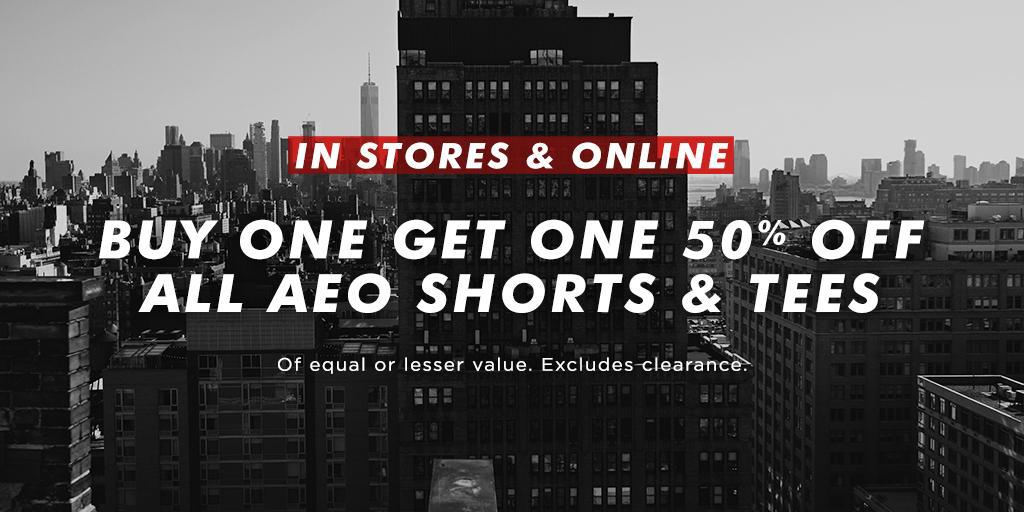 IN STORES & ONLINE
BUY ONE GET ONE 50% OFF
ALL AEO SHORTS & TEES
Of equal or lesser value. Excludes clearance.